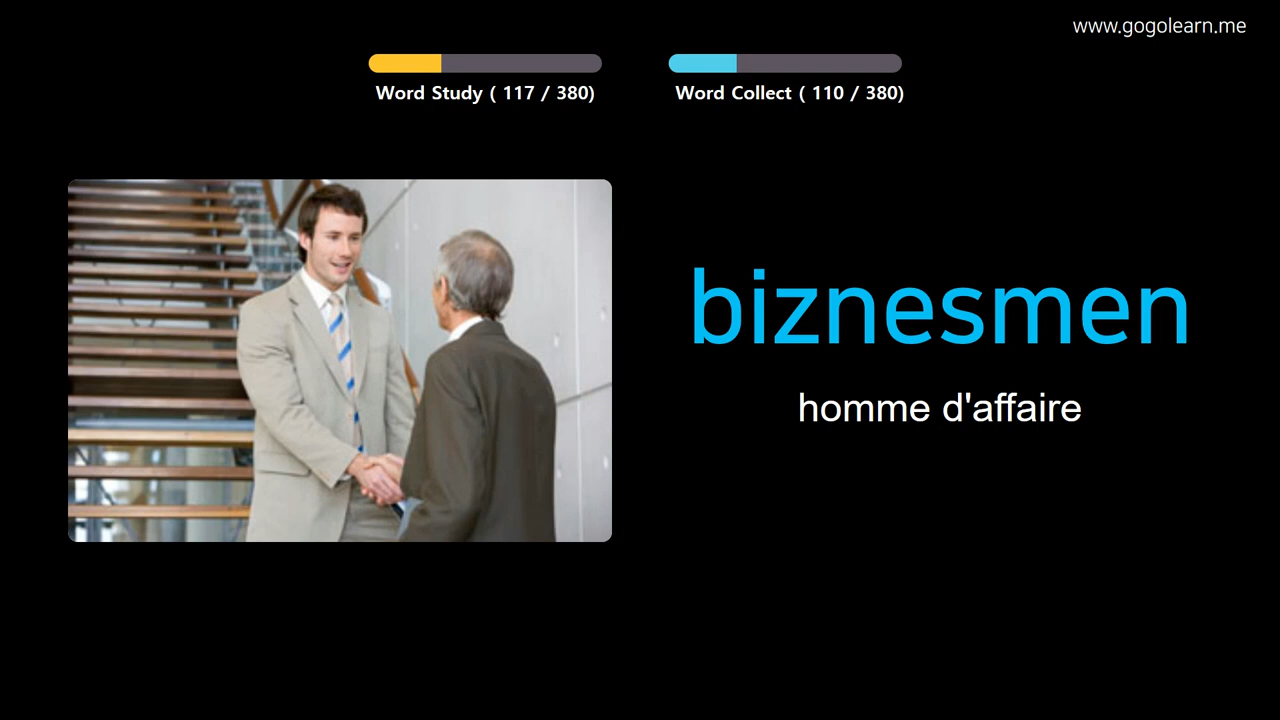 www.gogolearn.me
Word Study ( 117 / 380)
Word Collect ( 110 / 380)
biznesmen
homme d'affaire